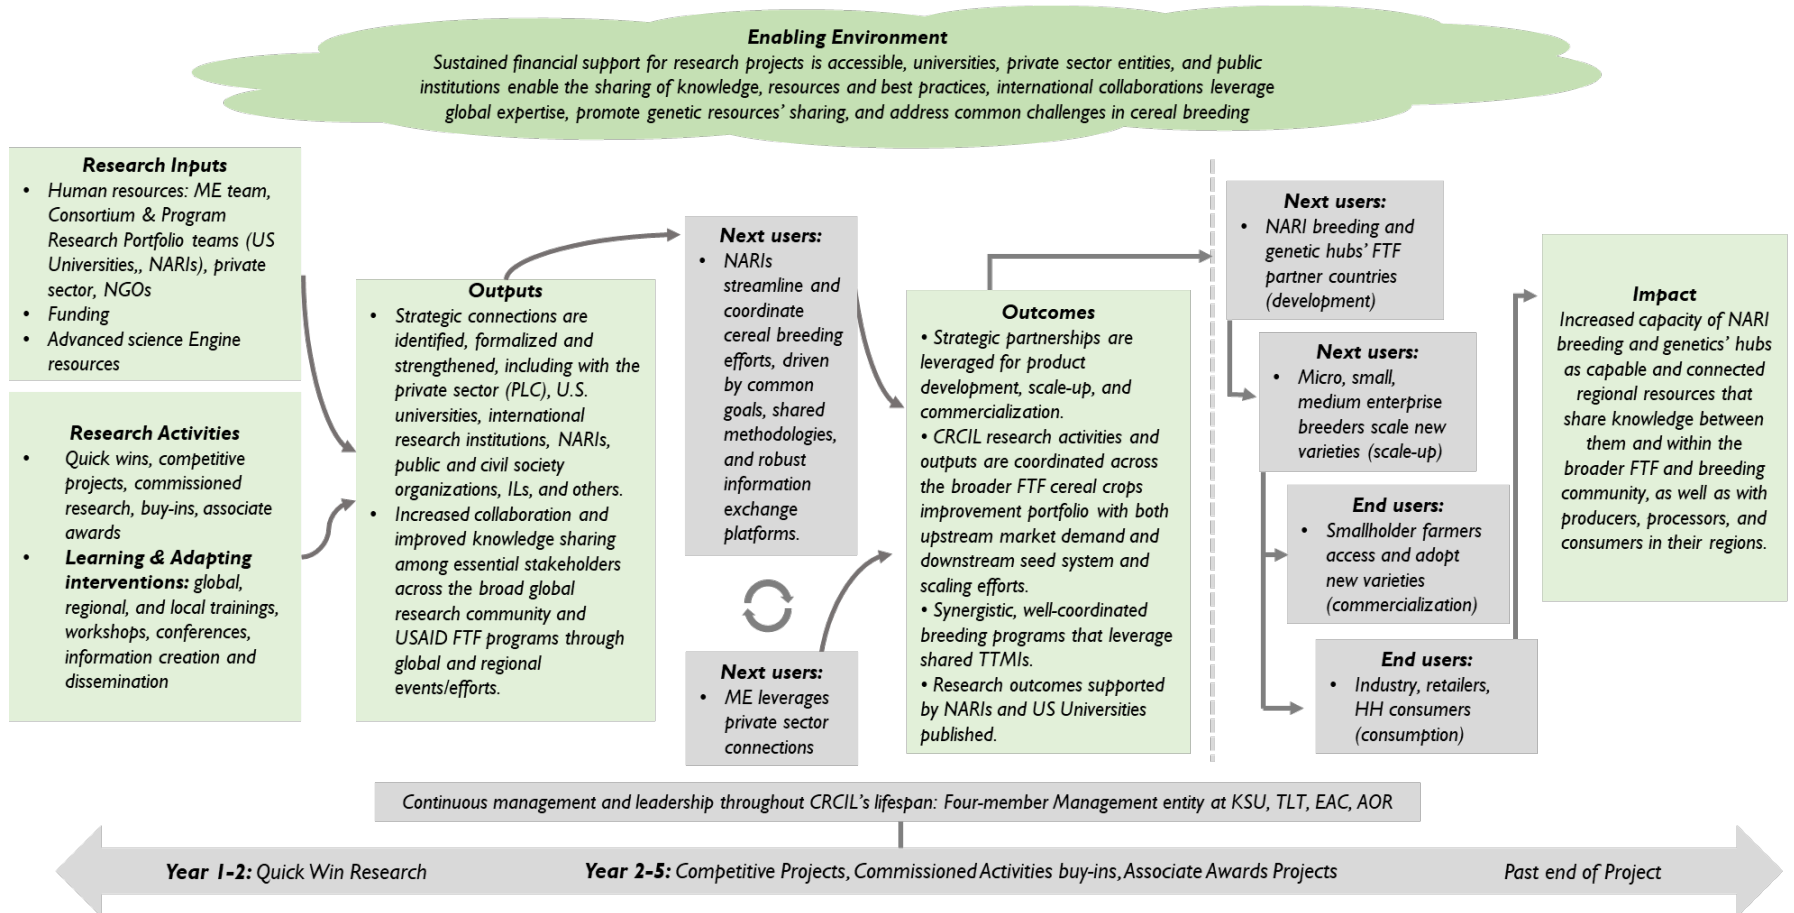 Enabling Environment
Sustained financial support for research projects is accessible, universities, private sector entities, and public
institutions enable the sharing of knowledge, resources and best practices, international collaborations leverage
global expertise, promote genetic resources' sharing, and address common challenges in cereal breeding
Research Inputs
• Human resources: ME team,
Consortium & Program
Research Portfolio teams (US
Universities,, NARIs), private
sector, NGOs
• Funding
• Advanced science Engine
resources
Research Activities
• Quick wins, competitive
projects, commissioned
research, buy-ins, associate
awards
• Learning & Adapting
interventions: global,
regional, and local trainings,
workshops, conferences,
information creation and
dissemination
Outputs
• Strategic connections are
identified, formalized and
strengthened, including with the
private sector (PLC), U.S.
universities, international
research institutions, NARIs,
public and civil society
organizations, ILs, and others.
• Increased collaboration and
improved knowledge sharing
among essential stakeholders
across the broad global
research community and
USAID FTF programs through
global and regional
events/efforts.
Next users:
• NARIs
streamline and
coordinate
cereal breeding
efforts, driven
by common
goals, shared
methodologies,
and robust
information
exchange
platforms.
Next users:
• ME leverages
private sector
connections
Outcomes
• Strategic partnerships are
leveraged for product
development, scale-up, and
commercialization.
• CRCIL research activities and
outputs are coordinated across
the broader FTF cereal crops
improvement portfolio with both
upstream market demand and
downstream seed system and
scaling efforts.
• Synergistic, well-coordinated
breeding programs that leverage
shared TTMIs.
• Research outcomes supported
by NARIs and US Universities
published.
Next users:
• NARI breeding and
genetic hubs' FTF
partner countries
(development)
Next users:
• Micro, small,
medium enterprise
breeders scale new
varieties (scale-up)
End users:
• Smallholder farmers
access and adopt
new varieties
(commercialization)
End users:
• Industry, retailers,
HH consumers
(consumption)
Impact
Increased capacity of NARI
breeding and genetics' hubs
as capable and connected
regional resources that
share knowledge between
them and within the
broader FTF and breeding
community, as well as with
producers, processors, and
consumers in their regions.
Continuous management and leadership throughout CRCIL's lifespan: Four-member Management entity at KSU, TLT, EAC, AOR
Year 1-2: Quick Win Research
Year 2-5: Competitive Projects, Commissioned Activities buy-ins, Associate Awards Projects
Past end of Project